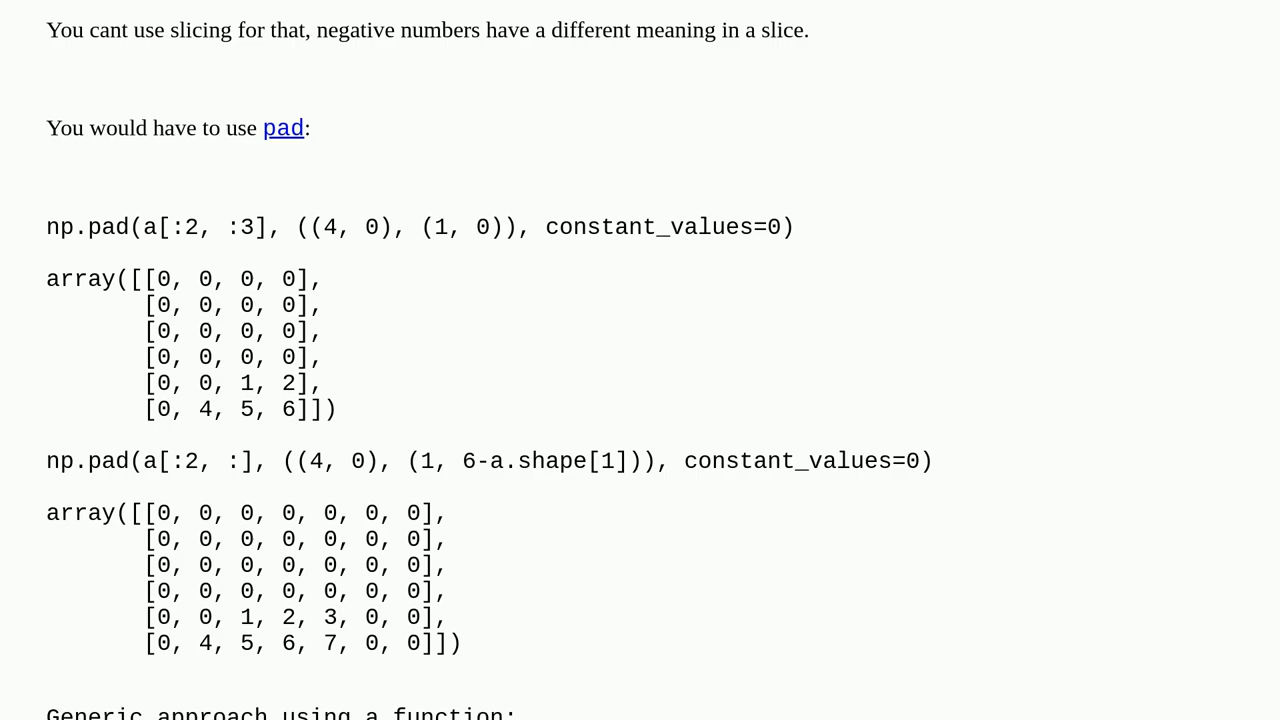 You cant use slicing for that, negative numbers have a different meaning in a slice.
You would have to use pad:
np.pad(a[:2, :3], ((4, 0), (1, 0)), constant_values=0)
array([[0, 0, 0, 0],
       [0, 0, 0, 0],
       [0, 0, 0, 0],
       [0, 0, 0, 0],
       [0, 0, 1, 2],
       [0, 4, 5, 6]])
np.pad(a[:2, :], ((4, 0), (1, 6-a.shape[1])), constant_values=0)
array([[0, 0, 0, 0, 0, 0, 0],
       [0, 0, 0, 0, 0, 0, 0],
       [0, 0, 0, 0, 0, 0, 0],
       [0, 0, 0, 0, 0, 0, 0],
       [0, 0, 1, 2, 3, 0, 0],
       [0, 4, 5, 6, 7, 0, 0]])
Generic approach using a function: